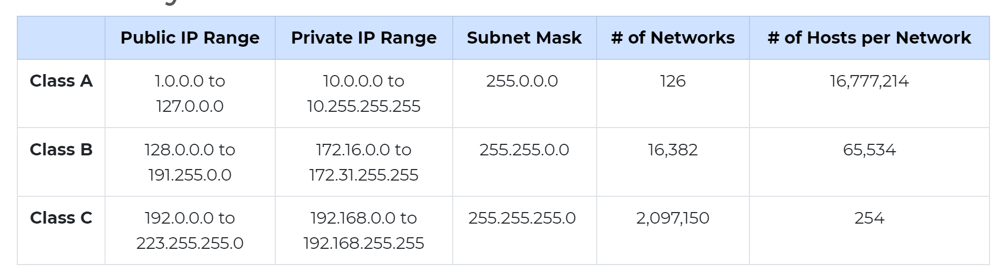 Public IP Range Private IP Range Subnet Mask # of Networks # of Hosts per Network
Class A 1.0.0.0 to 10.0.0.0 to 255.0.0.0 126 16,777,214
127.0.0.0 10.255.255.255
Class B 128.0.0.0 to 172.16.0.0 to 255.255.0.0 16,382 65,534
191.255.0.0 172.31.255.255
Class C 192.0.0.0 to 192.168.0.0 to 255.255.255.0 2,097,150 254
223.255.255.0 192.168.255.255